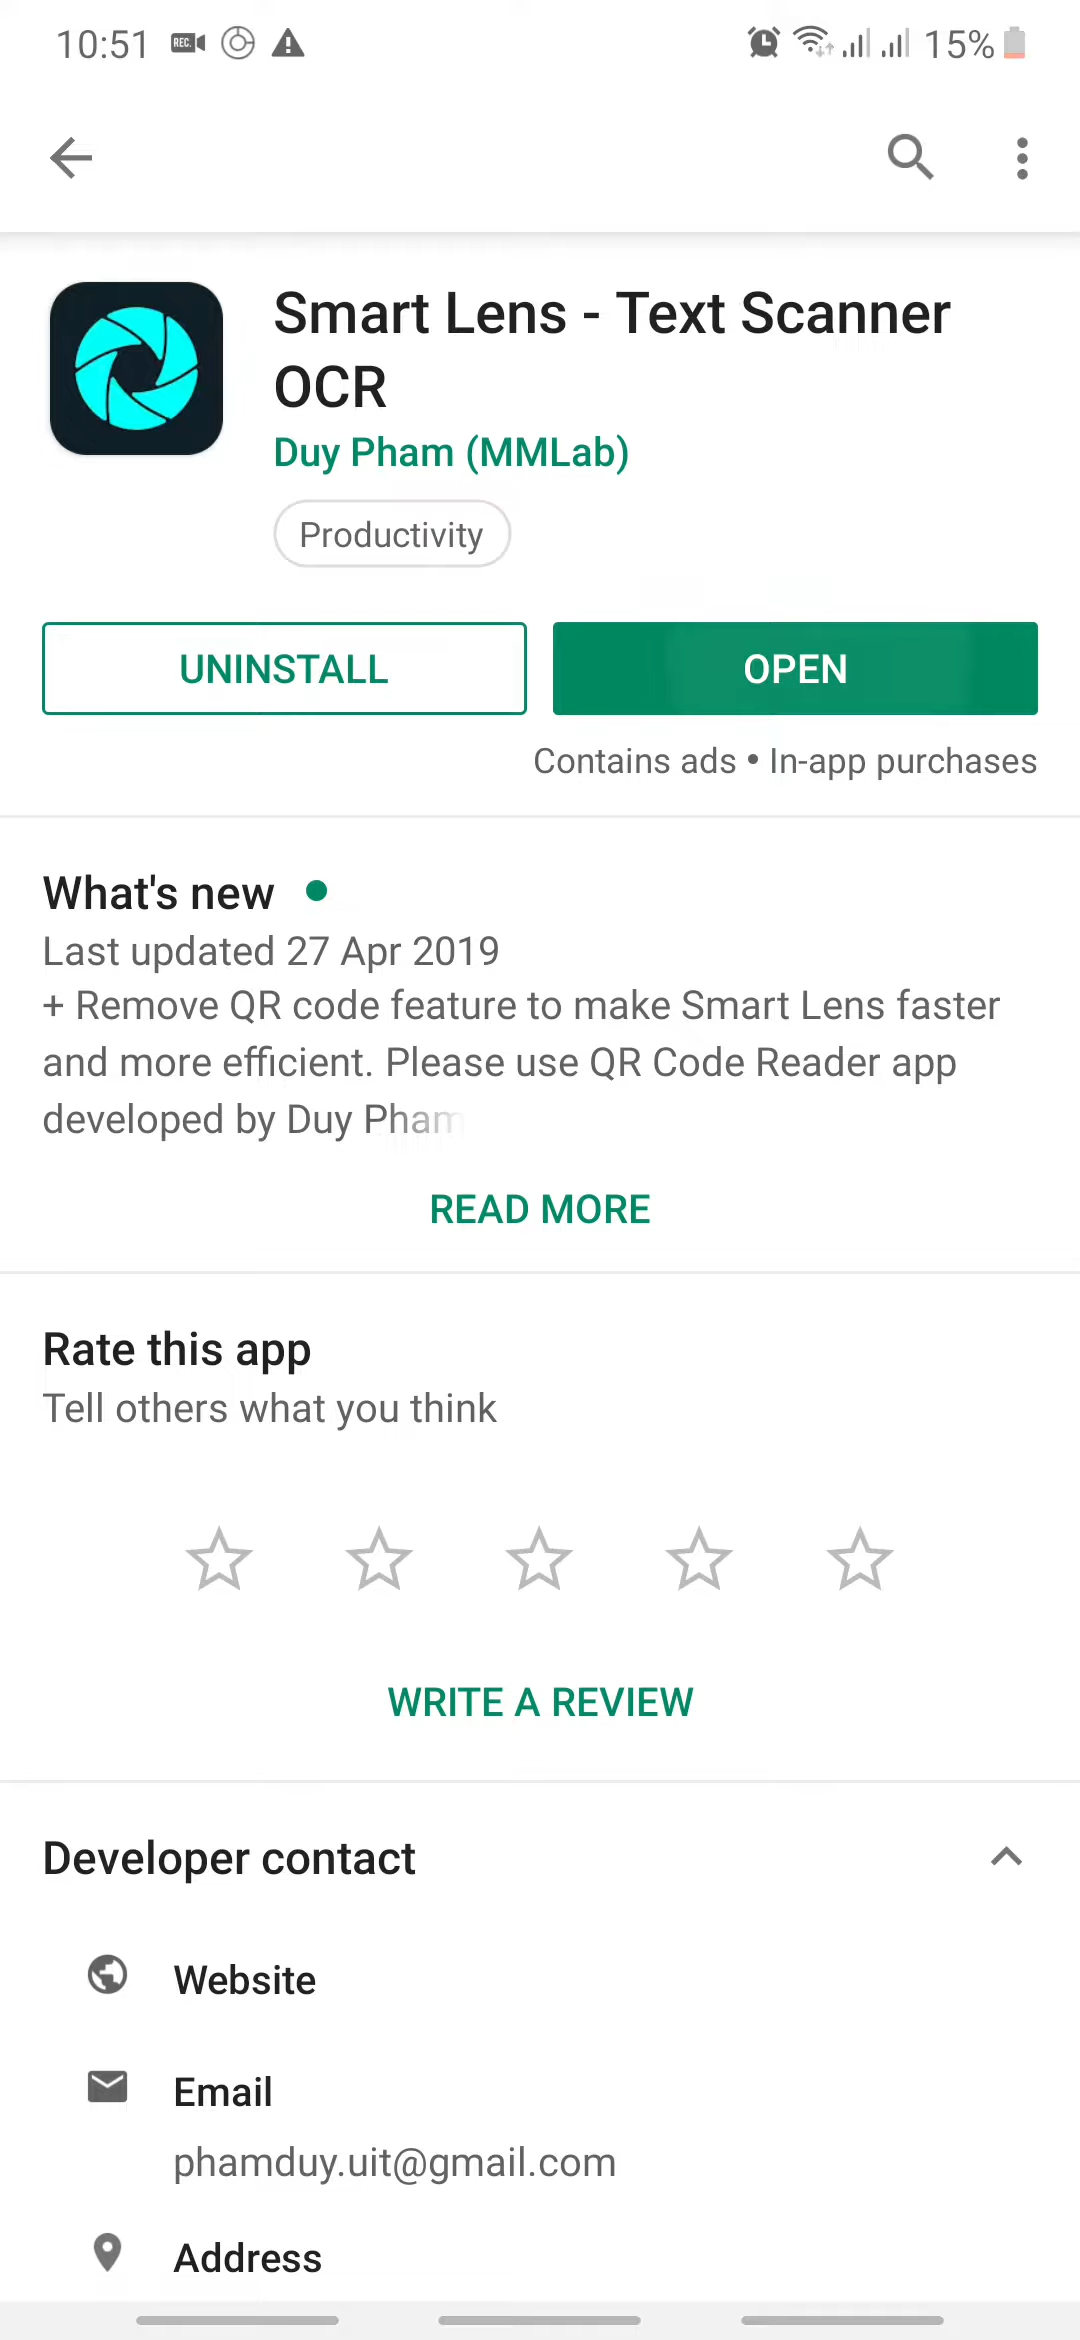 10:51
REC
15%
Smart Lens - Text Scanner
OCR
Duy Pham (MMLab)
Productivity
UNINSTALL
OPEN
Contains ads • In-app purchases
What's new
Last updated 27 Apr 2019
+ Remove QR code feature to make Smart Lens faster
and more efficient. Please use QR Code Reader app
developed by Duy Pham
READ MORE
Rate this app
Tell others what you think
WRITE A REVIEW
Developer contact
Website
Email
phamduy.uit@gmail.com
Address